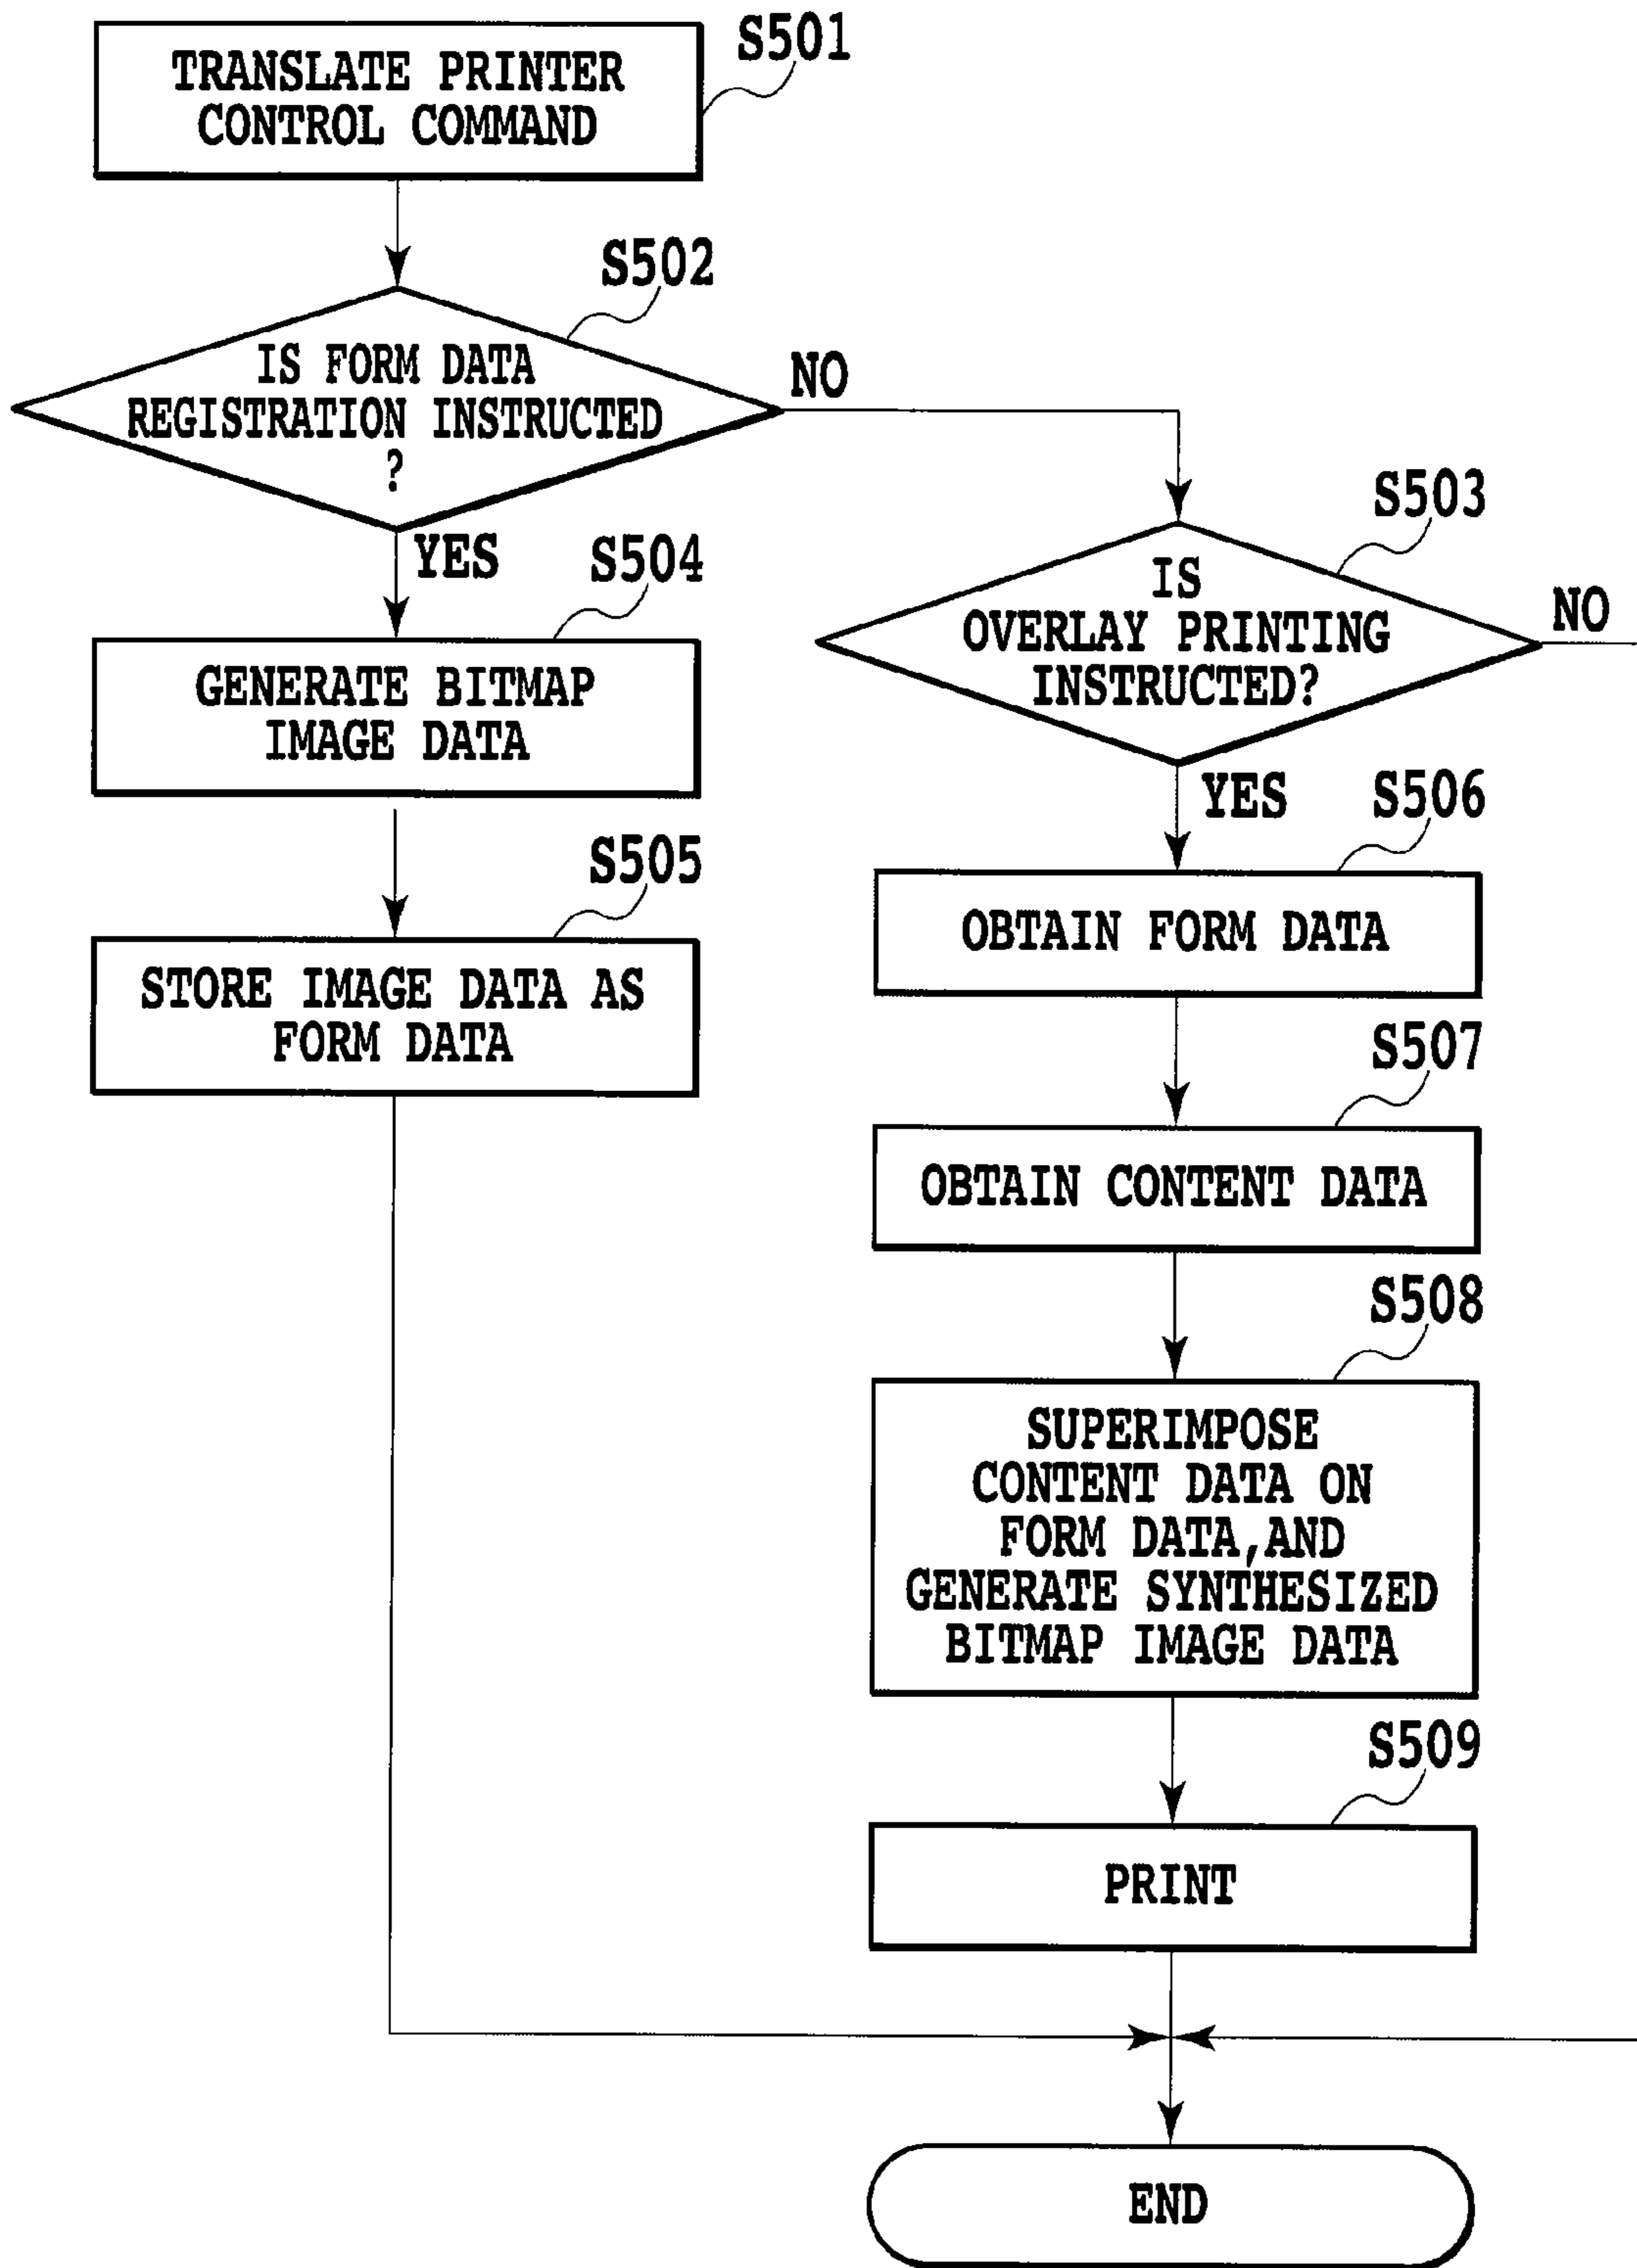 S501
TRANSLATE PRINTER
CONTROL COMMAND
S502
IS FORM DATA
REGISTRATION INSTRUCTED
?
NO
YES
S503
IS
OVERLAY PRINTING
INSTRUCTED?
NO
YES
S504
GENERATE BITMAP
IMAGE DATA
S505
STORE IMAGE DATA AS
FORM DATA
S506
OBTAIN FORM DATA
S507
OBTAIN CONTENT DATA
S508
SUPERIMPOSE
CONTENT DATA ON
FORM DATA,AND
GENERATE SYNTHESIZED
BITMAP IMAGE DATA
S509
PRINT
END